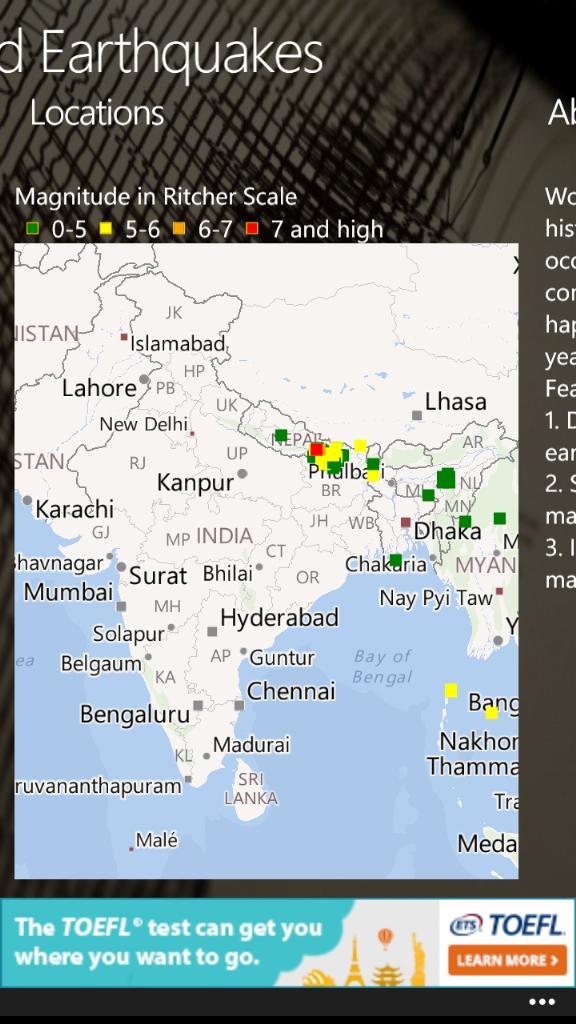 d Earthquakes
Locations
Ab
Magnitude in Ritcher Scale
0-5 5-6 6-7 7 and high
Wo
hist
occ
con
hap
yea
Fea
1. D
ear
2. S
ma
3. I
ma
X
JK
NISTAN
Islamabad
HP
Lahore
PB
UK
Lhasa
New Delhi
NEPAL
AR
STAN
RJ
UP
Phulbari
Kanpur
BR
ML
NL
MN
Karachi
GJ
MP
INDIA
JH
WB
Dhaka
M
Bhavnagar
CT
Chakaria
MYAN
Surat
Bhilai
OR
Nay Pyi Taw
Mumbai
MH
Hyderabad
Solapur
Y
ea
Belgaum
AP
Guntur
Bay of
Bengal
KA
Chennai
Bang
Bengaluru
Nakhor
Madurai
KL
Thamma
ruvananthapuram
SRI
LANKA
Tra
Malé
Meda
The TOEFL® test can get you
where you want to go.
ETS TOEFL.
LEARN MORE >